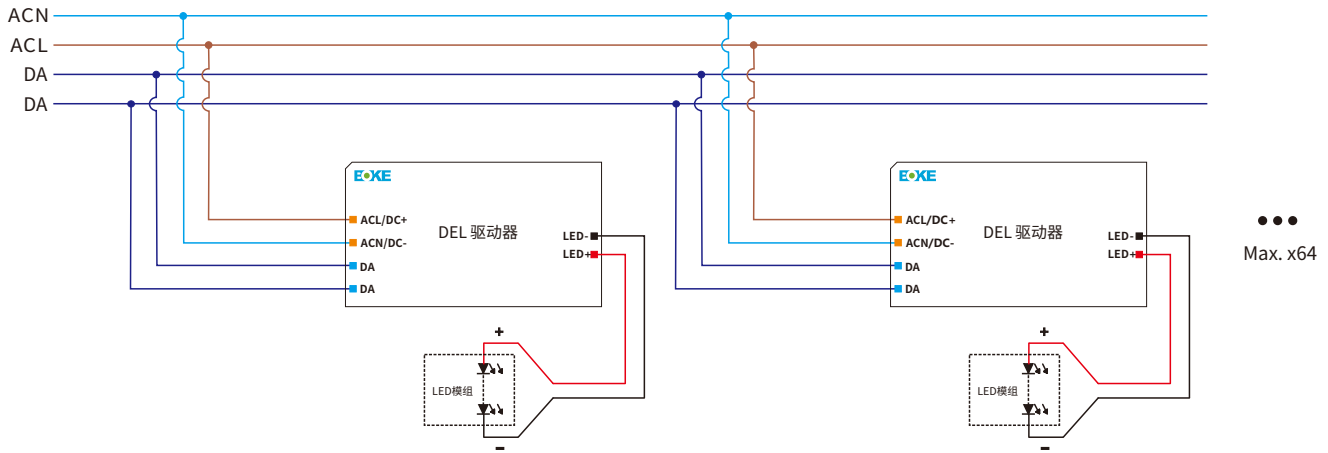 ACN
ACL
DA
DA
EOKE
ACL/DC+
ACN/DC-
DA
DA
DEL 驱动器
LED-
LED+
EOKE
ACL/DC+
ACN/DC-
DA
DA
DEL 驱动器
LED-
LED+
•••
Max. x64
+
LED模组
-
+
LED模组
-